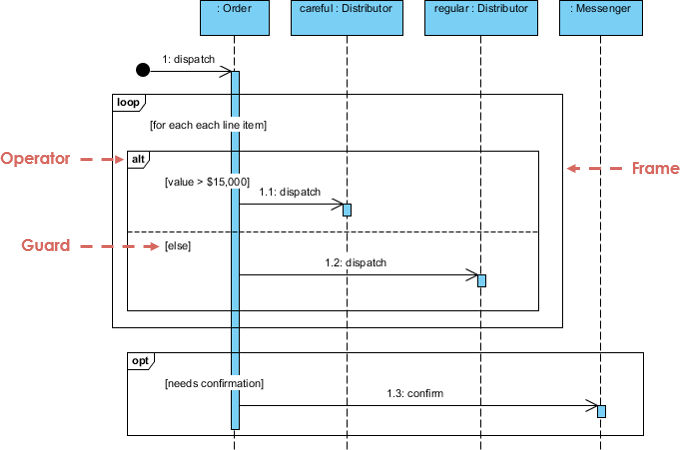 : Order
careful : Distributor
regular : Distributor
: Messenger
1: dispatch
loop
[for each each line item]
Operator
alt
Frame
[value > $15,000]
1.1: dispatch
Guard
[else]
1.2: dispatch
opt
[needs confirmation]
1.3: confirm